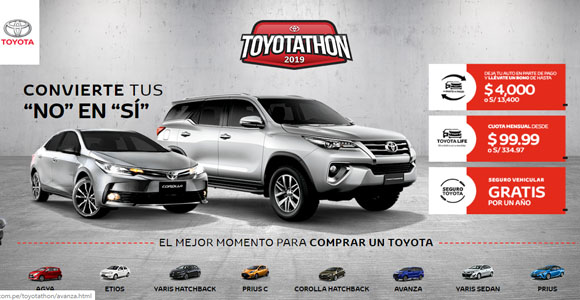 TOYOTA
TOYOTATHON
2019
CONVIERTE TUS
“NO” EN “SÍ”
COROLLA
DEJA TU AUTO EN PARTE DE PAGO
Y LLÉVATE UN BONO DE HASTA
$ 4,000
o S/ 13,400
TOYOTA LIFE
CUOTA MENSUAL DESDE
$ 99.99
o S/ 334.97
SEGURO
TOYOTA
SEGURO VEHICULAR
GRATIS
POR UN AÑO
EL MEJOR MOMENTO PARA COMPRAR UN TOYOTA
AGYA
ETIOS
YARIS HATCHBACK
PRIUS C
COROLLA HATCHBACK
AVANZA
YARIS SEDAN
PRIUS
com.pe/toyotathon/avanza.html